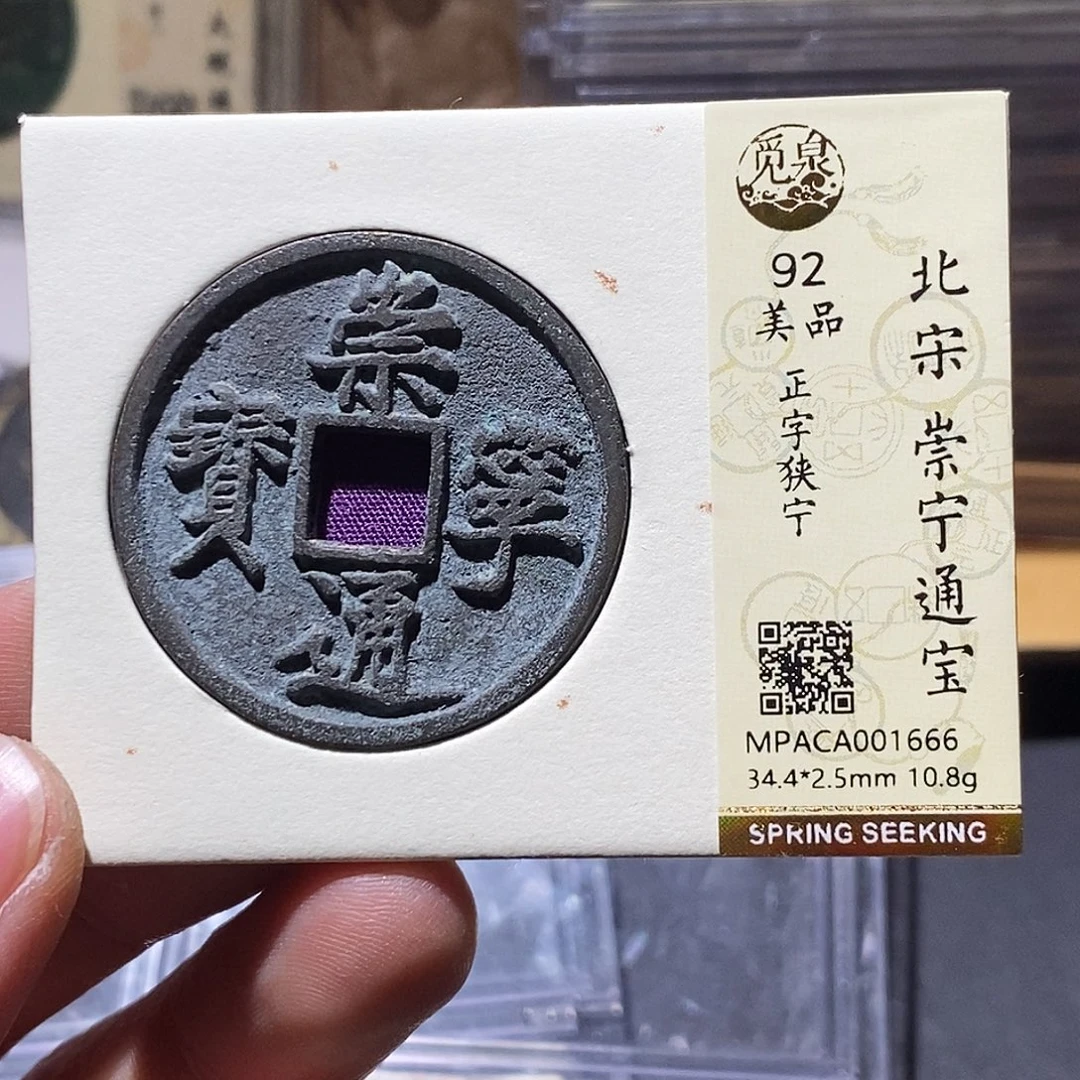 崇
寧
通
寳
觅泉
92
美品
正字狭宁
北宋 崇宁通宝
MPACA001666
34.4*2.5mm 10.8g
SPRING SEEKING